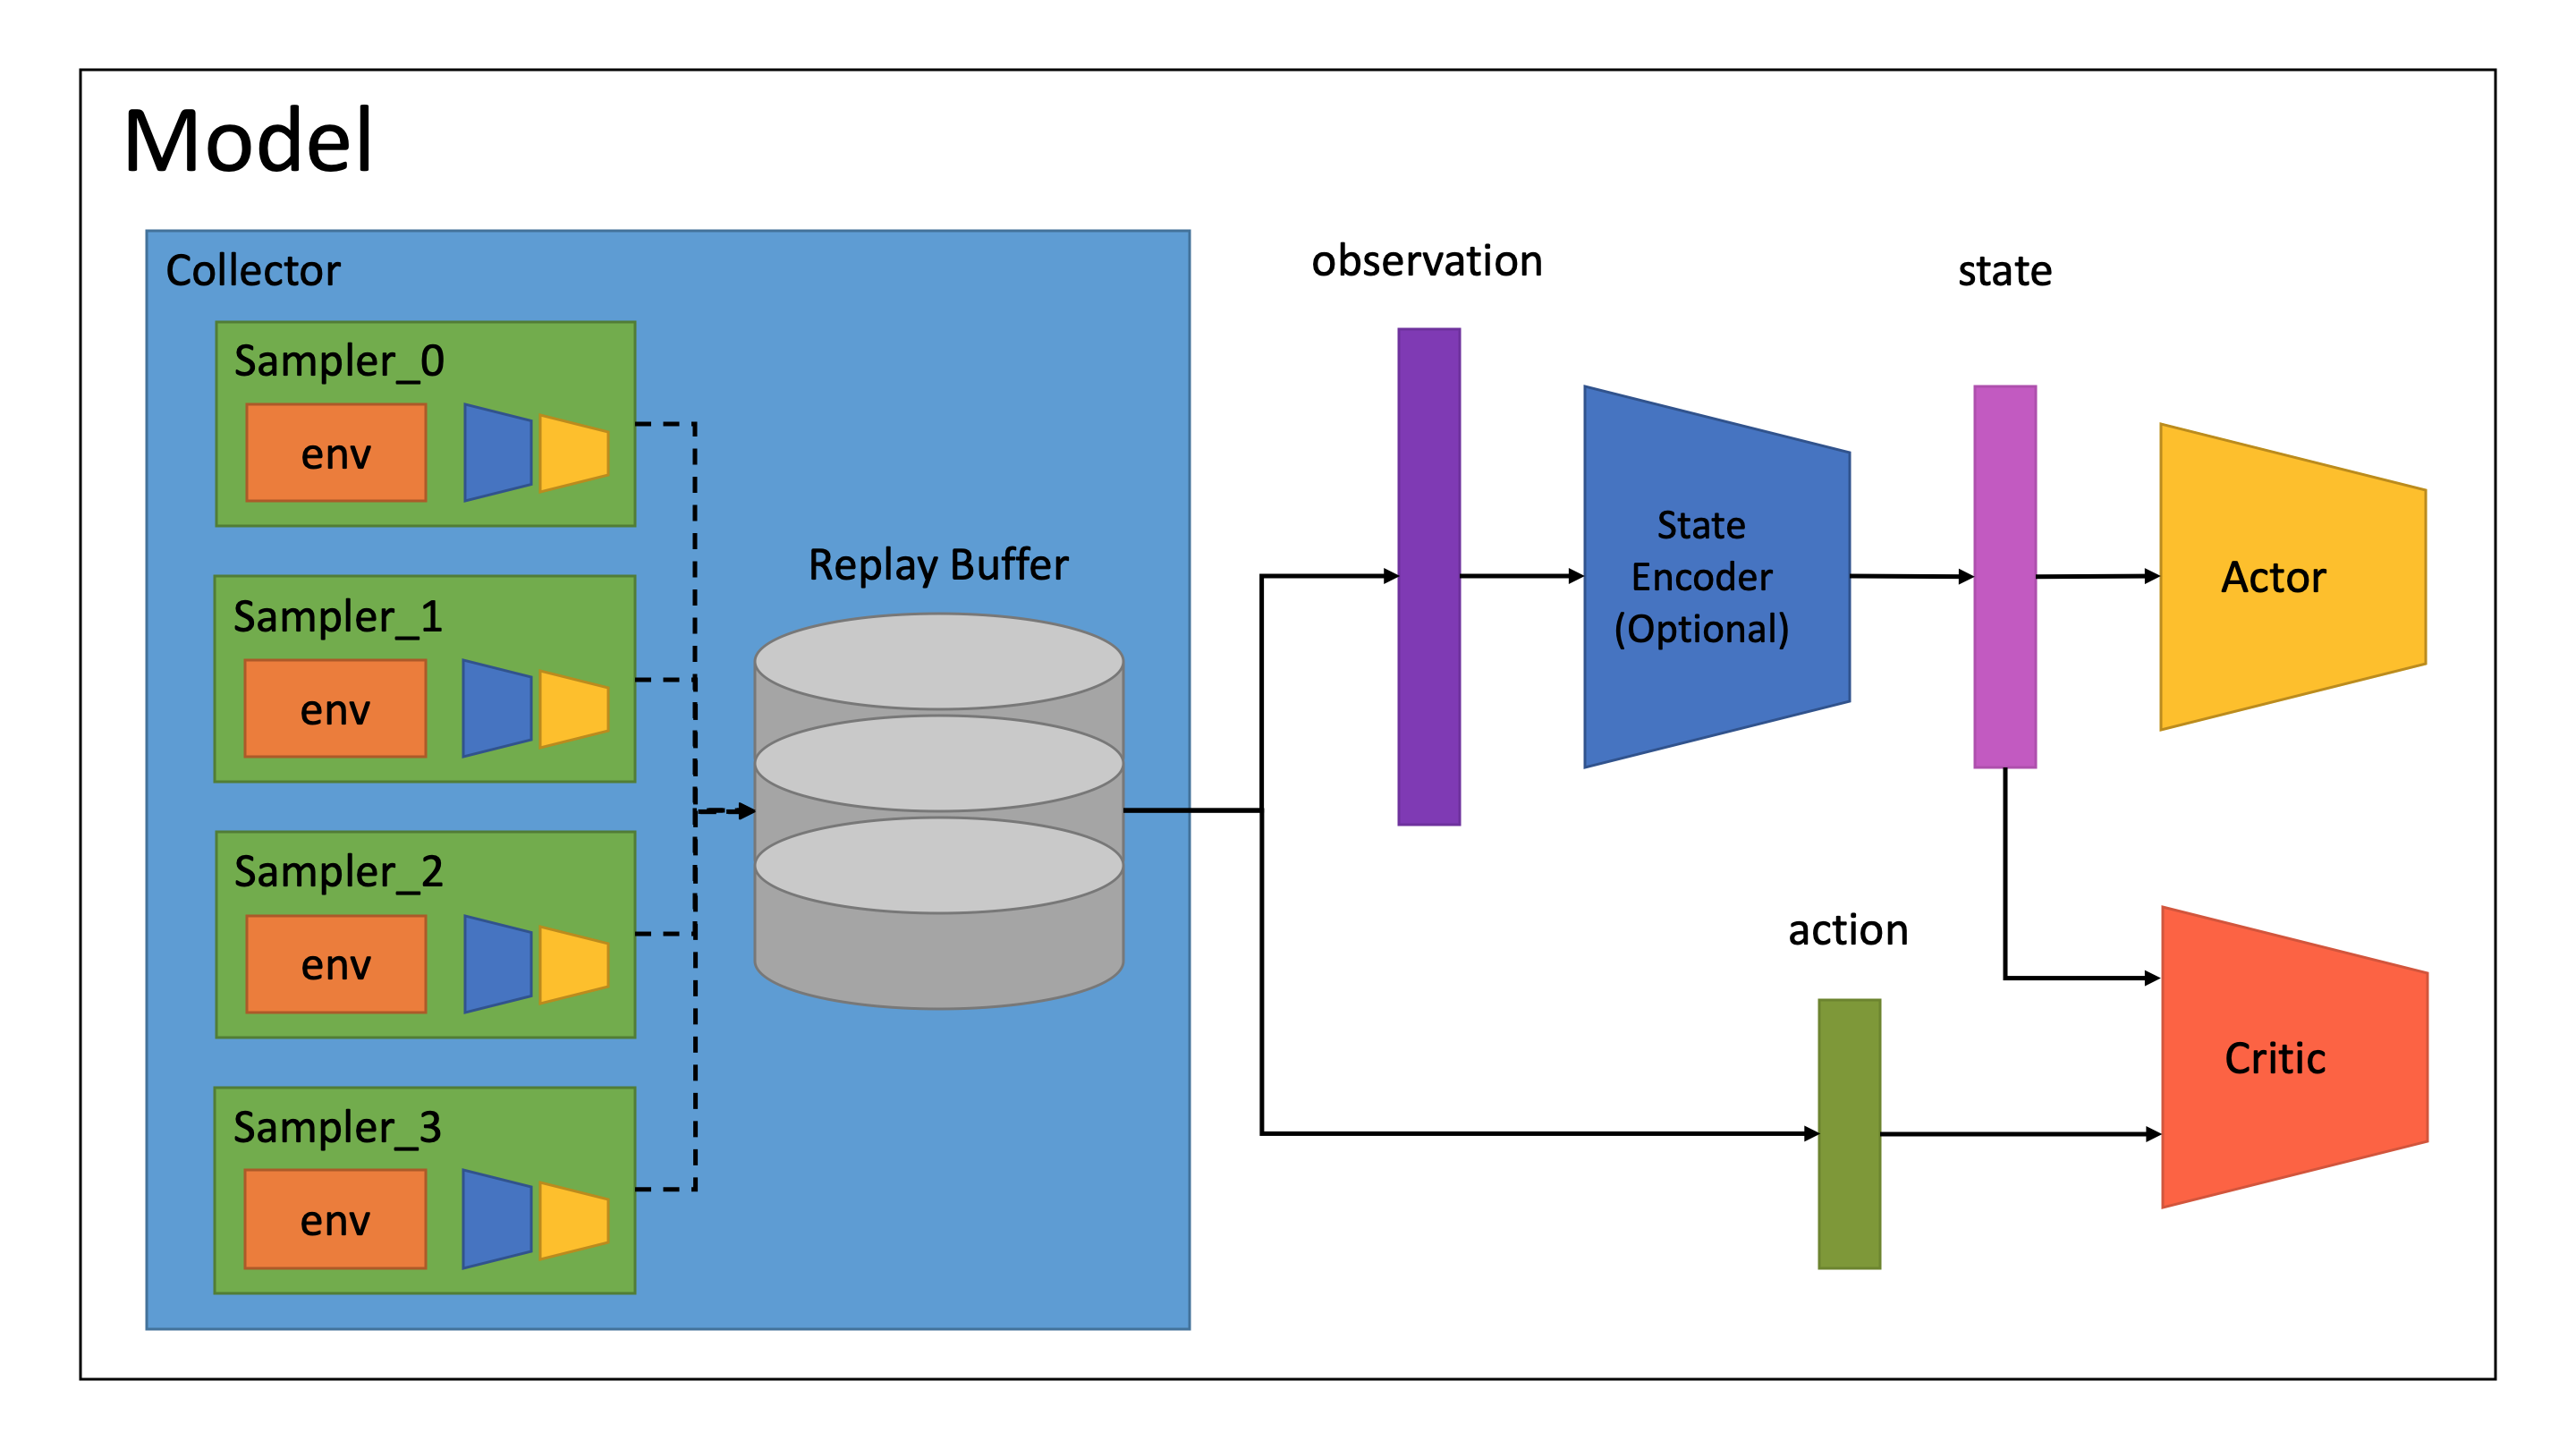 Model
Collector
Sampler_0
env
Sampler_1
env
Sampler_2
env
Sampler_3
env
Replay Buffer
observation
State
Encoder
(Optional)
state
Actor
action
Critic